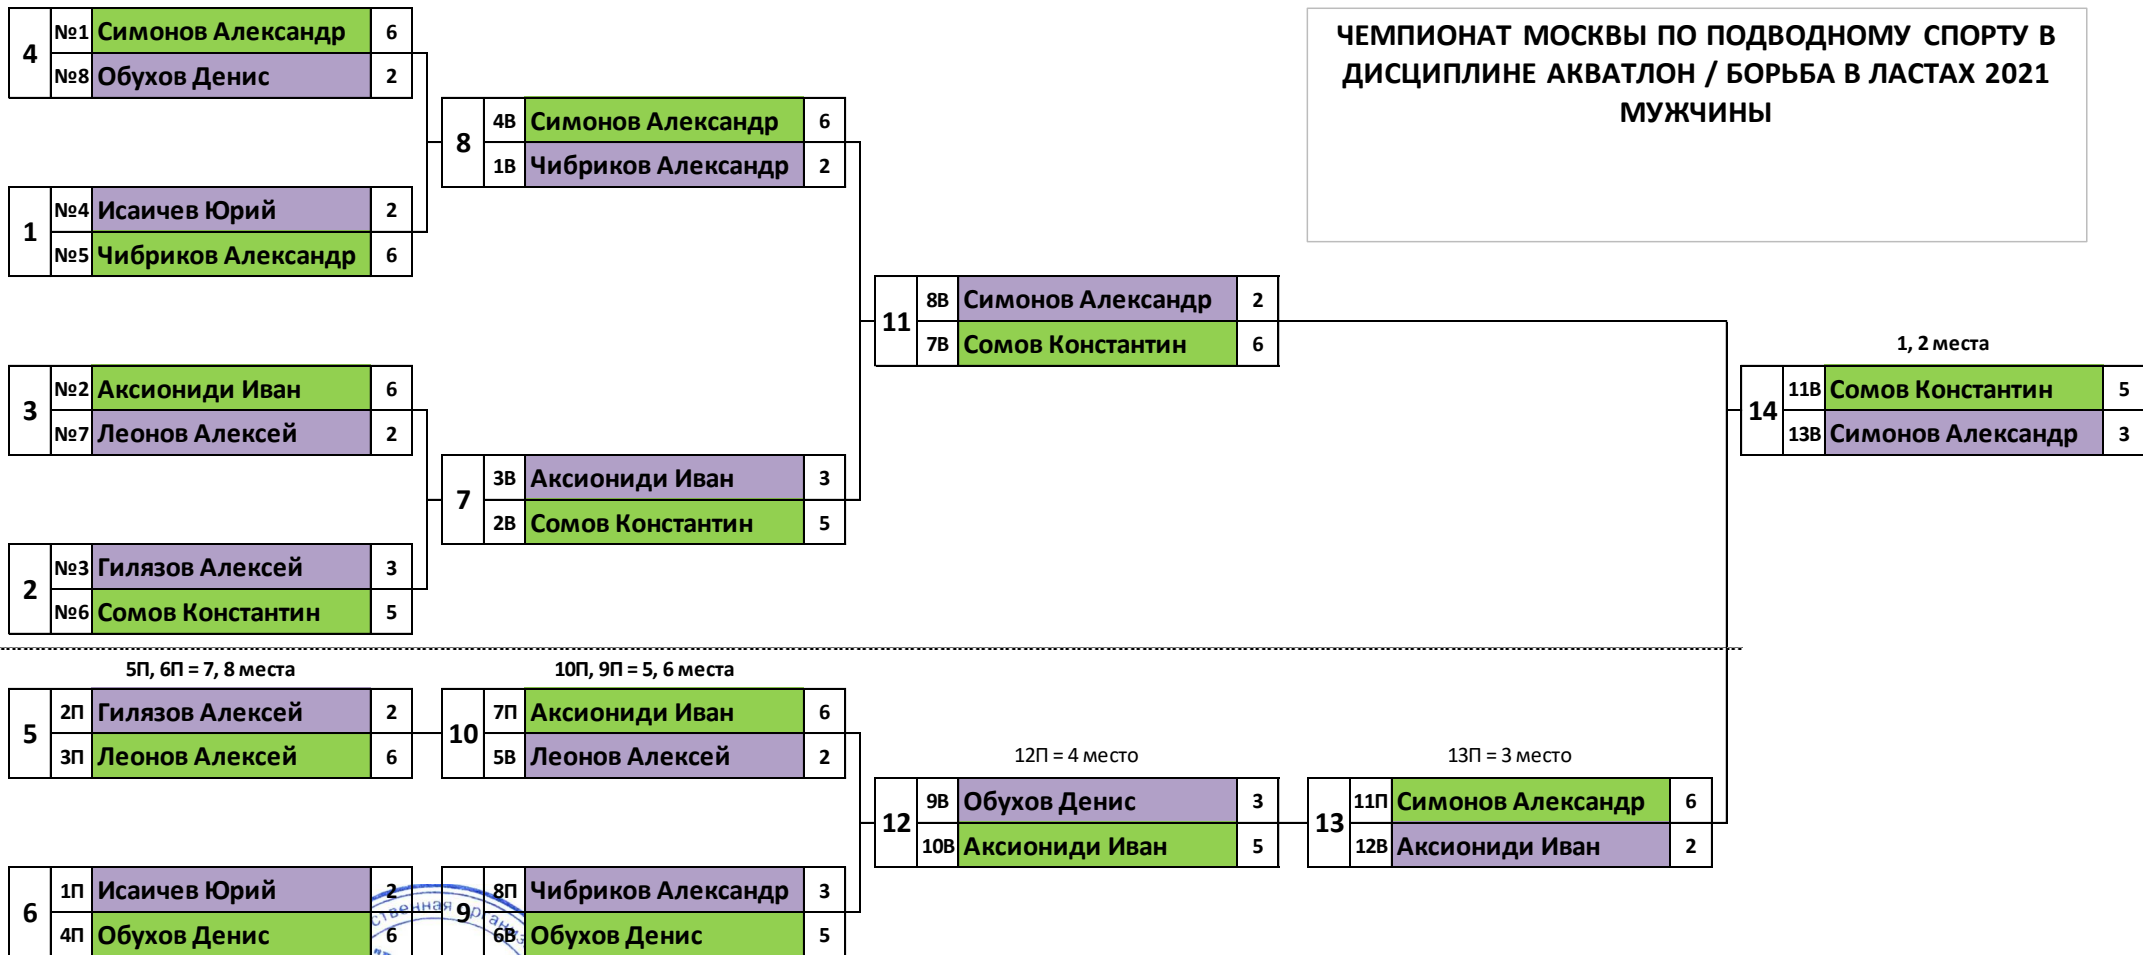 ЧЕМПИОНАТ МОСКВЫ ПО ПОДВОДНОМУ СПОРТУ В
ДИСЦИПЛИНЕ АКВАТЛОН / БОРЬБА В ЛАСТАХ 2021
МУЖЧИНЫ
4
№1 Симонов Александр 6
№8 Обухов Денис 2
1
№4 Исаичев Юрий 2
№5 Чибриков Александр 6
3
№2 Аксиониди Иван 6
№7 Леонов Алексей 2
2
№3 Гилязов Алексей 3
№6 Сомов Константин 5
8
4В Симонов Александр 6
1В Чибриков Александр 2
7
3В Аксиониди Иван 3
2В Сомов Константин 5
11
8В Симонов Александр 2
7В Сомов Константин 6
1, 2 места
14
11В Сомов Константин 5
13В Симонов Александр 3
5П, 6П = 7, 8 места
5
2П Гилязов Алексей 2
3П Леонов Алексей 6
6
1П Исаичев Юрий 2
4П Обухов Денис 6
10П, 9П = 5, 6 места
10
7П Аксиониди Иван 6
5В Леонов Алексей 2
9
8П Чибриков Александр 3
6В Обухов Денис 5
12П = 4 место
12
9В Обухов Денис 3
10В Аксиониди Иван 5
13П = 3 место
13
11П Симонов Александр 6
12В Аксиониди Иван 2